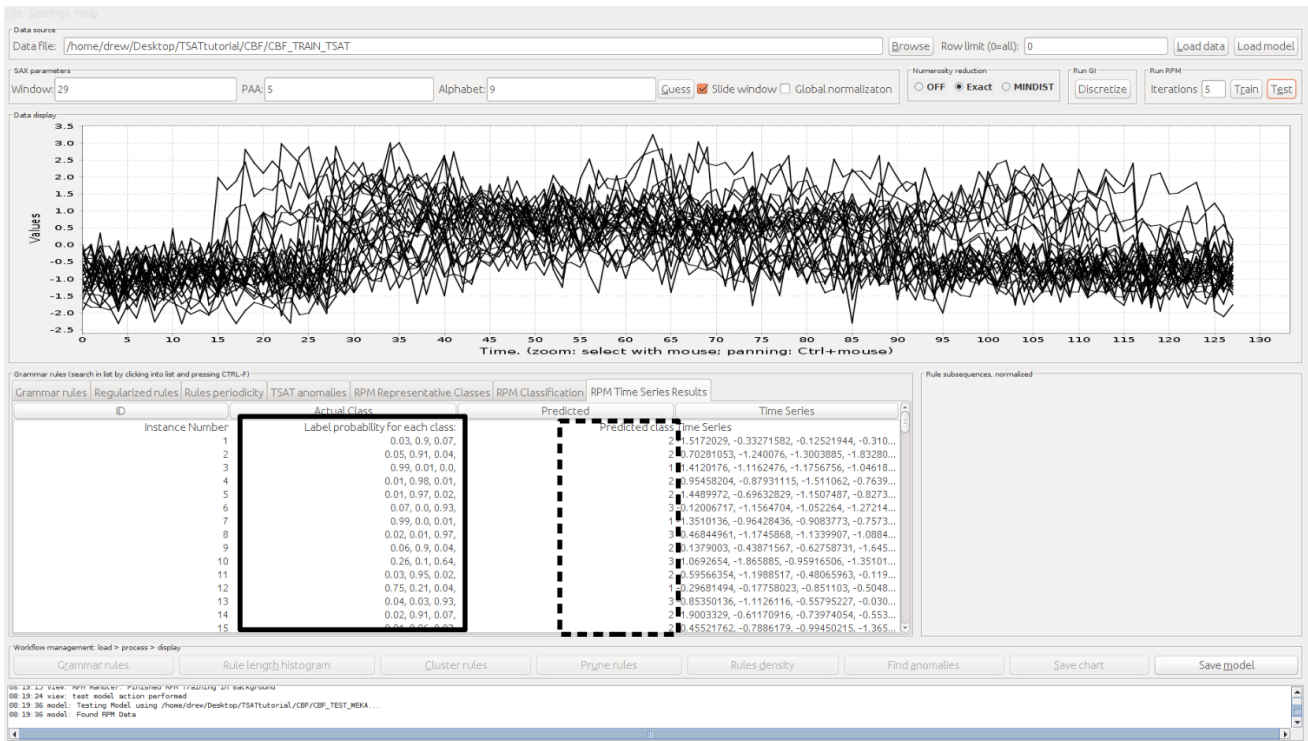 File Settings Help
Data source
Data file: /home/drew/Desktop/TSATtutorial/CBF/CBF_TRAIN_TSAT Browse Row limit (0=all): 0 Load data Load model
SAX parameters Numerosity reduction Run GI Run RPM
Window: 29 PAA: 5 Alphabet: 9 Guess Slide window Global normalizaton OFF Exact MINDIST Discretize Iterations 5 Train Test
Data display
3.5
3.0
2.5
2.0
1.5
1.0
0.5
0.0
-0.5
-1.0
-1.5
-2.0
-2.5
Values
0 5 10 15 20 25 30 35 40 45 50 55 60 65 70 75 80 85 90 95 100 105 110 115 120 125 130
Time. (zoom: select with mouse; panning: Ctrl+mouse)
Grammar rules (search in list by clicking into list and pressing CTRL-F) Rule subsequences, normalized
Grammar rules Regularized rules Rules periodicity TSAT anomalies RPM Representative Classes RPM Classification RPM Time Series Results
ID Actual Class Predicted Time Series
Instance Number Label probability for each class: Predicted class Time Series
1 0.03, 0.9, 0.07, 2 -1.5172029, -0.33271582, -0.12521944, -0.310...
2 0.05, 0.91, 0.04, 2 -0.70281053, -1.240076, -1.3003885, -1.83280...
3 0.99, 0.01, 0.0, 1 -1.4120176, -1.1162476, -1.1756756, -1.04618...
4 0.01, 0.98, 0.01, 2 -0.95458204, -0.87931115, -1.511062, -0.7639...
5 0.01, 0.97, 0.02, 2 -1.4489972, -0.69632829, -1.1507487, -0.8273...
6 0.07, 0.0, 0.93, 3 -0.12006717, -1.1564704, -1.052264, -1.27214...
7 0.99, 0.0, 0.01, 1 -1.3510136, -0.96428436, -0.9083773, -0.7573...
8 0.02, 0.01, 0.97, 3 -0.46844961, -1.1745868, -1.1339907, -1.0884...
9 0.06, 0.9, 0.04, 2 0.1379003, -0.43871567, -0.62758731, -1.645...
10 0.26, 0.1, 0.64, 3 -1.0692654, -1.865885, -0.95916506, -1.35101...
11 0.03, 0.95, 0.02, 2 -0.59566354, -1.1988517, -0.48065963, -0.119...
12 0.75, 0.21, 0.04, 1 -0.29681494, -0.17758023, -0.851103, -0.5048...
13 0.04, 0.03, 0.93, 3 -0.85350136, -1.1126116, -0.55795227, -0.030...
14 0.02, 0.91, 0.07, 2 -1.9003329, -0.61170916, -0.73974054, -0.553...
15 2 -0.45521762, -0.7886179, -0.99450215, -1.365...
Workflow management: load > process > display
Grammar rules Rule length histogram Cluster rules Prune rules Rules density Find anomalies Save chart Save model
08:19:15 view: RPM Handler: Finished RPM Training in Background
08:19:24 view: test model action performed
08:19:36 model: Testing Model using /home/drew/Desktop/TSATtutorial/CBF/CBF_TEST_WEKA...
08:19:36 model: Found RPM Data